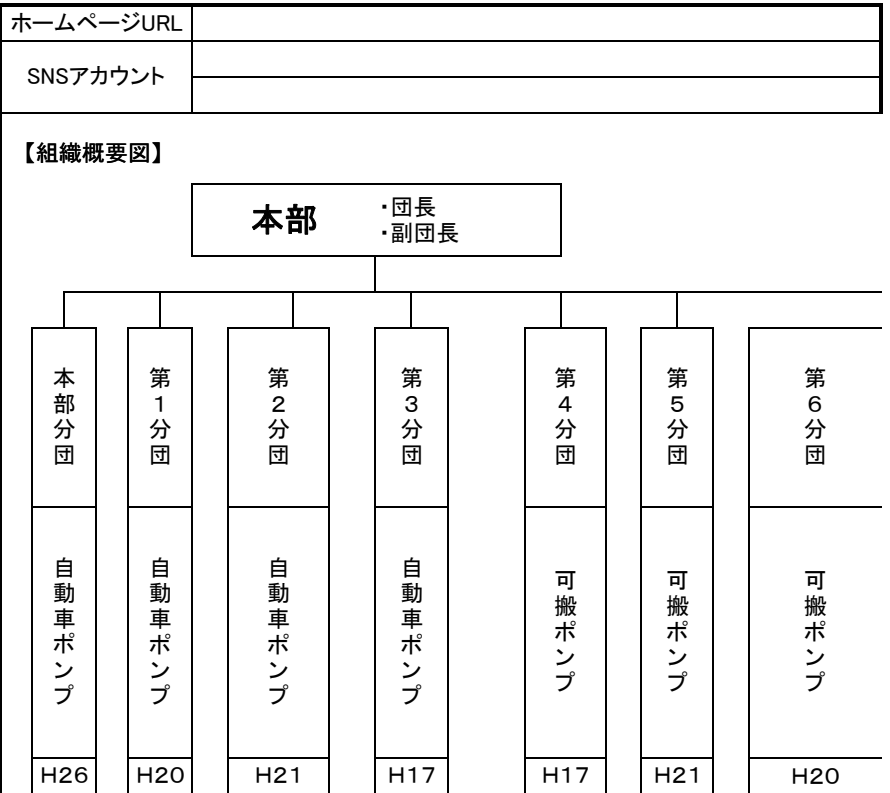 ホームページURL
SNSアカウント
【組織概要図】
本部
・団長
・副団長
本部分団
第1分団
第2分団
第3分団
第4分団
第5分団
第6分団
自動車ポンプ
自動車ポンプ
自動車ポンプ
自動車ポンプ
可搬ポンプ
可搬ポンプ
可搬ポンプ
H26
H20
H21
H17
H17
H21
H20